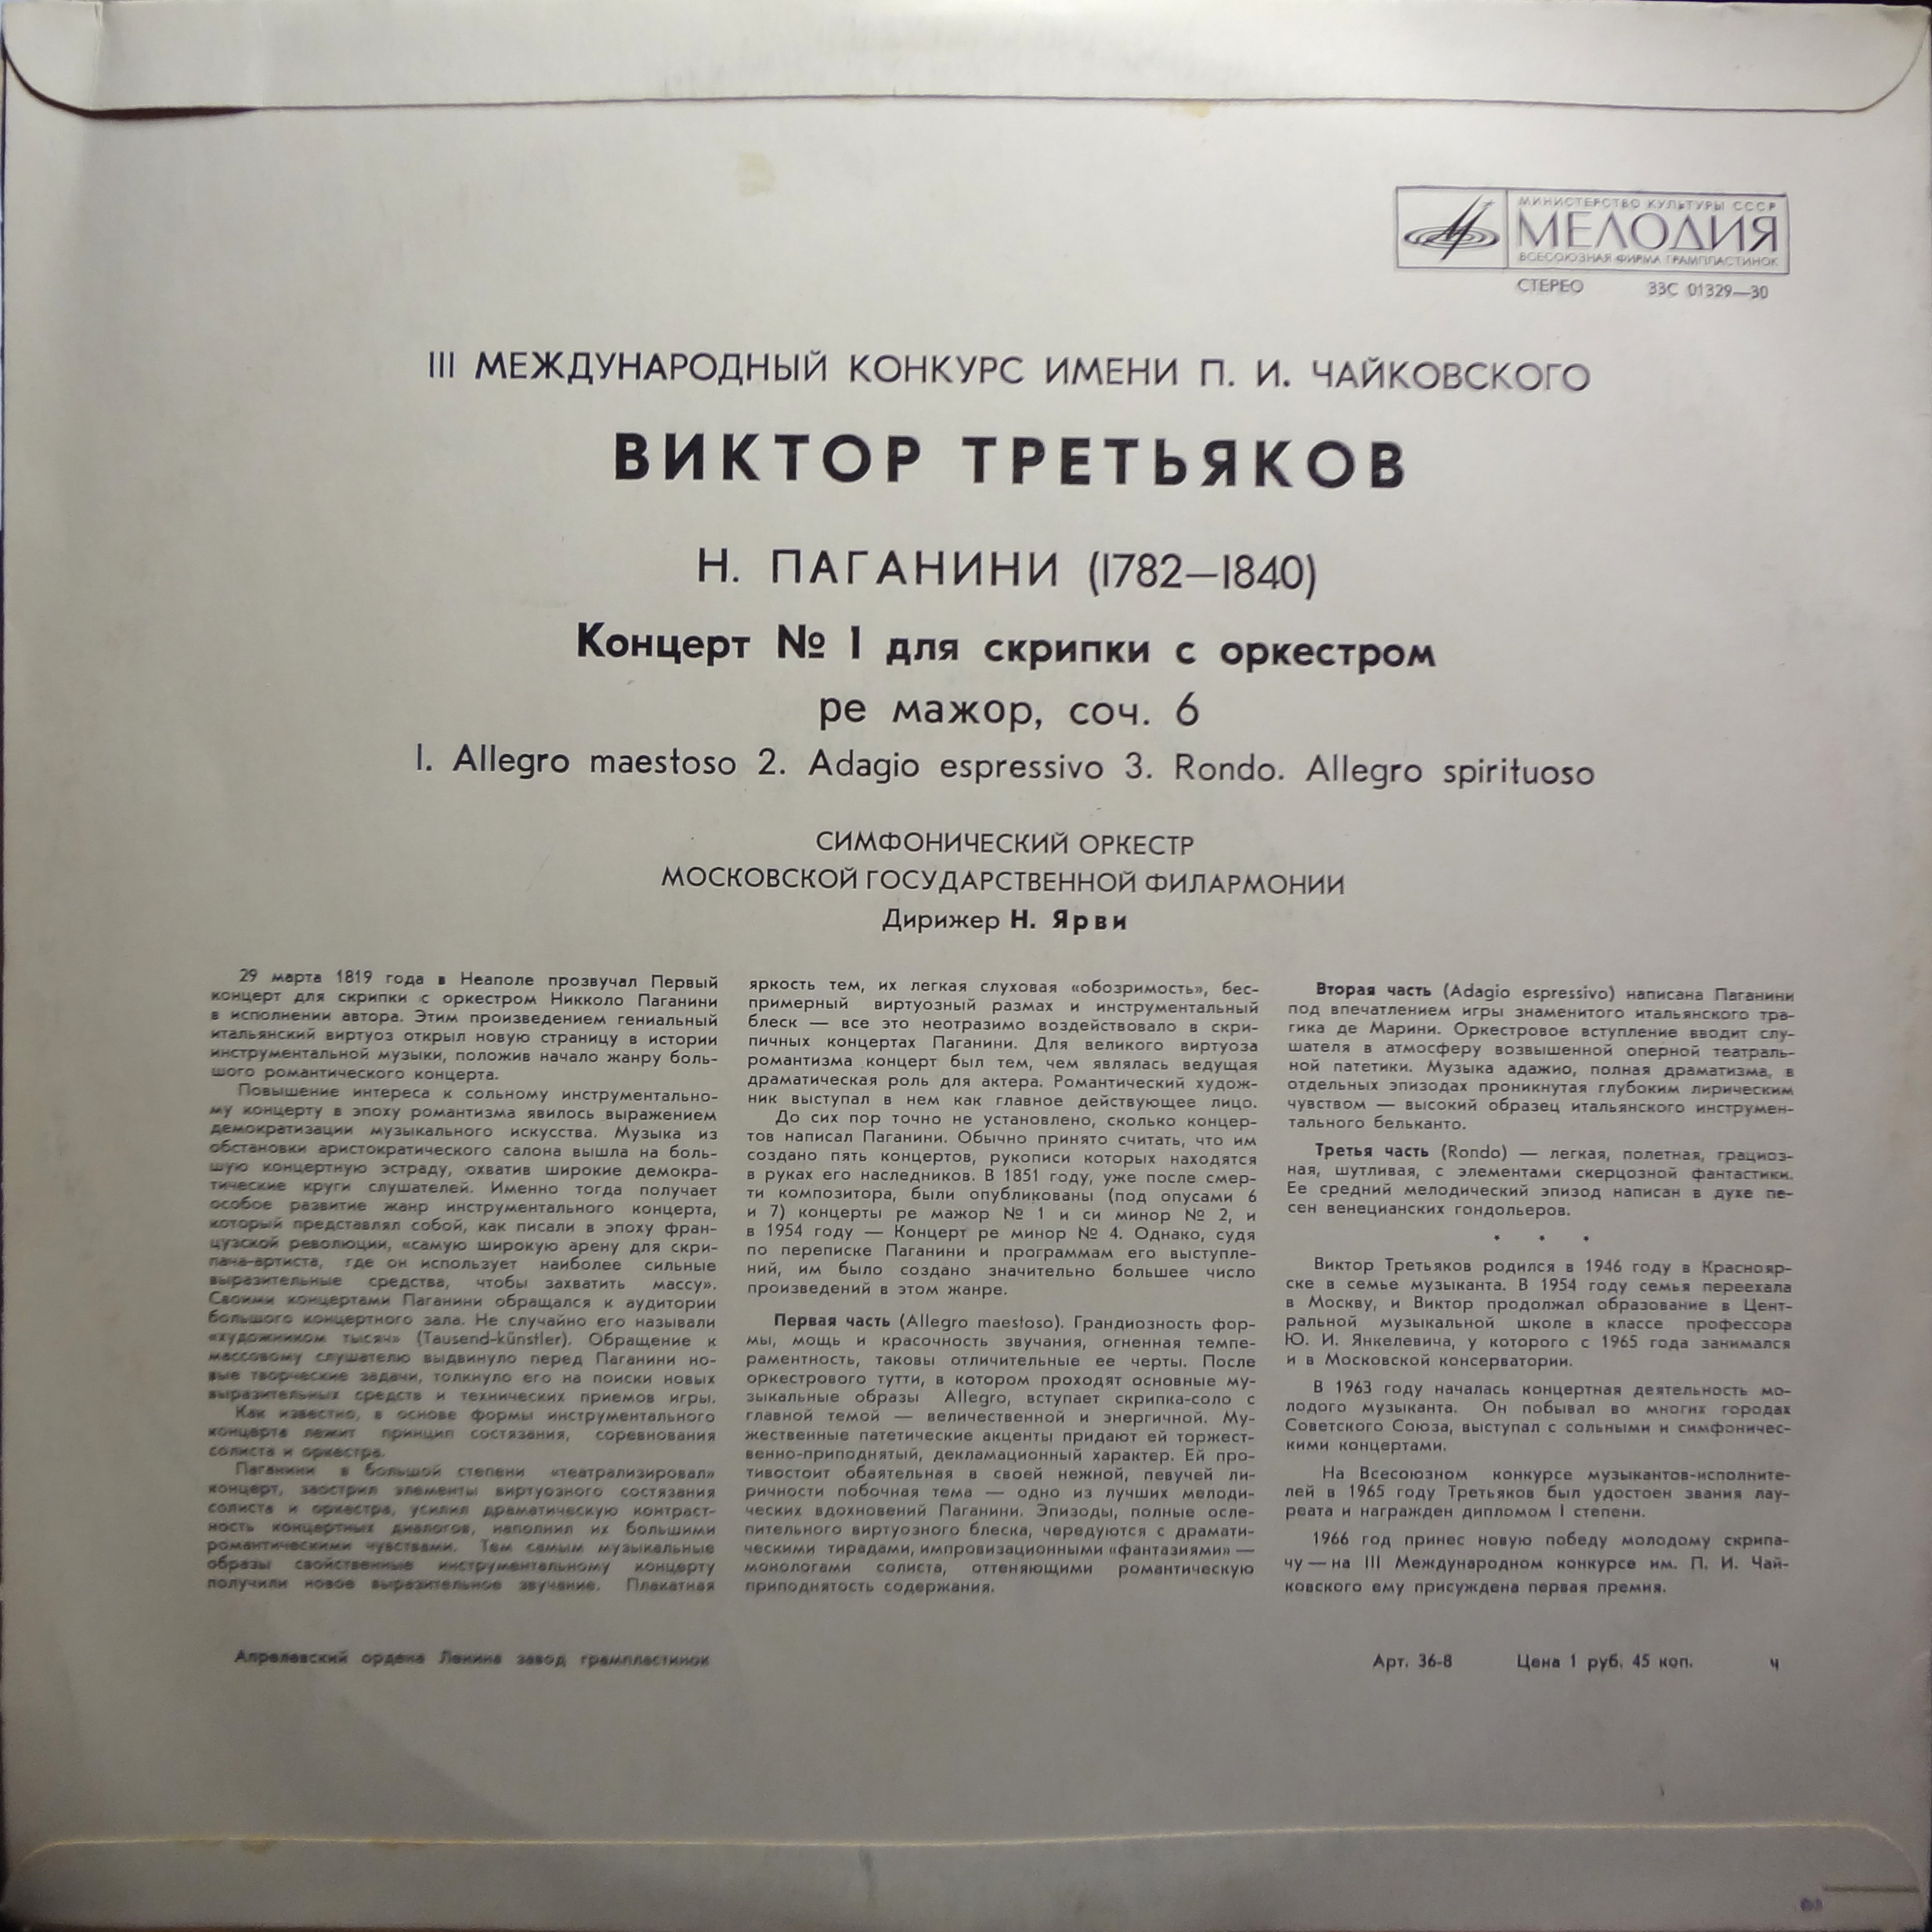 МИНИСТЕРСТВО КУЛЬТУРЫ СССР
МЕЛОДИЯ
ВСЕСОЮЗНАЯ ФИРМА ГРАМПЛАСТИНОК
СТЕРЕО 33С 01329—30
III МЕЖДУНАРОДНЫЙ КОНКУРС ИМЕНИ П. И. ЧАЙКОВСКОГО
ВИКТОР ТРЕТЬЯКОВ
Н. ПАГАНИНИ (1782—1840)
Концерт № 1 для скрипки с оркестром
ре мажор, соч. 6
1. Allegro maestoso 2. Adagio espressivo 3. Rondo. Allegro spirituoso
СИМФОНИЧЕСКИЙ ОРКЕСТР
МОСКОВСКОЙ ГОСУДАРСТВЕННОЙ ФИЛАРМОНИИ
Дирижер Н. Ярви
29 марта 1819 года в Неаполе прозвучал Первый
концерт для скрипки с оркестром Никколо Паганини
в исполнении автора. Этим произведением гениальный
итальянский виртуоз открыл новую страницу в истории
инструментальной музыки, положив начало жанру боль-
шого романтического концерта.
Повышение интереса к сольному инструментально-
му концерту в эпоху романтизма явилось выражением
демократизации музыкального искусства. Музыка из
обстановки аристократического салона вышла на боль-
шую концертную эстраду, охватив широкие демокра-
тические круги слушателей. Именно тогда получает
особое развитие жанр инструментального концерта,
который представлял собой, как писали в эпоху фран-
цузской революции, «самую широкую арену для скри-
пача-артиста, где он использует наиболее сильные
выразительные средства, чтобы захватить массу».
Своими концертами Паганини обращался к аудитории
большого концертного зала. Не случайно его называли
«художником тысяч» (Tausend-künstler). Обращение к
массовому слушателю выдвинуло перед Паганини но-
вые творческие задачи, толкнуло его на поиски новых
выразительных средств и технических приемов игры.
Как известно, в основе формы инструментального
концерта лежит принцип состязания, соревнования
солиста и оркестра.
Паганини в большой степени «театрализировал»
концерт, заострил элементы виртуозного состязания
солиста и оркестра, усилил драматическую контраст-
ность концертных диалогов, наполнил их большими
романтическими чувствами. Тем самым музыкальные
образы свойственные инструментальному концерту
получили новое выразительное звучание. Плакатная
яркость тем, их легкая слуховая «обозримость», бес-
примерный виртуозный размах и инструментальный
блеск — все это неотразимо воздействовало в скри-
пичных концертах Паганини. Для великого виртуоза
романтизма концерт был тем, чем являлась ведущая
драматическая роль для актера. Романтический худож-
ник выступал в нем как главное действующее лицо.
До сих пор точно не установлено, сколько концер-
тов написал Паганини. Обычно принято считать, что им
создано пять концертов, рукописи которых находятся
в руках его наследников. В 1851 году, уже после смер-
ти композитора, были опубликованы (под опусами 6
и 7) концерты ре мажор № 1 и си минор № 2, и
в 1954 году — Концерт ре минор № 4. Однако, судя
по переписке Паганини и программам его выступле-
ний, им было создано значительно большее число
произведений в этом жанре.
Первая часть (Allegro maestoso). Грандиозность фор-
мы, мощь и красочность звучания, огненная темпе-
раментность, таковы отличительные ее черты. После
оркестрового тутти, в котором проходят основные му-
зыкальные образы Allegro, вступает скрипка-соло с
главной темой — величественной и энергичной. Му-
жественные патетические акценты придают ей торжест-
венно-приподнятый, декламационный характер. Ей про-
тивостоит обаятельная в своей нежной, певучей ли-
ричности побочная тема — одно из лучших мелоди-
ческих вдохновений Паганини. Эпизоды, полные осле-
пительного виртуозного блеска, чередуются с драмати-
ческими тирадами, импровизационными «фантазиями» —
монологами солиста, оттеняющими романтическую
приподнятость содержания.
Вторая часть (Adagio espressivo) написана Паганини
под впечатлением игры знаменитого итальянского тра-
гика де Марини. Оркестровое вступление вводит слу-
шателя в атмосферу возвышенной оперной театраль-
ной патетики. Музыка адажио, полная драматизма, в
отдельных эпизодах проникнутая глубоким лирическим
чувством — высокий образец итальянского инструмен-
тального бельканто.
Третья часть (Rondo) — легкая, полетная, грациоз-
ная, шутливая, с элементами скерцозной фантастики.
Ее средний мелодический эпизод написан в духе пе-
сен венецианских гондольеров.
• • •
Виктор Третьяков родился в 1946 году в Краснояр-
ске в семье музыканта. В 1954 году семья переехала
в Москву, и Виктор продолжал образование в Цент-
ральной музыкальной школе в классе профессора
Ю. И. Янкелевича, у которого с 1965 года занимался
и в Московской консерватории.
В 1963 году началась концертная деятельность мо-
лодого музыканта. Он побывал во многих городах
Советского Союза, выступал с сольными и симфоничес-
кими концертами.
На Всесоюзном конкурсе музыкантов-исполните-
лей в 1965 году Третьяков был удостоен звания лау-
реата и награжден дипломом I степени.
1966 год принес новую победу молодому скрипа-
чу — на III Международном конкурсе им. П. И. Чай-
ковского ему присуждена первая премия.
Апрелевский ордена Ленина завод грампластинок
Арт. 36-8 Цена 1 руб. 45 коп. ч